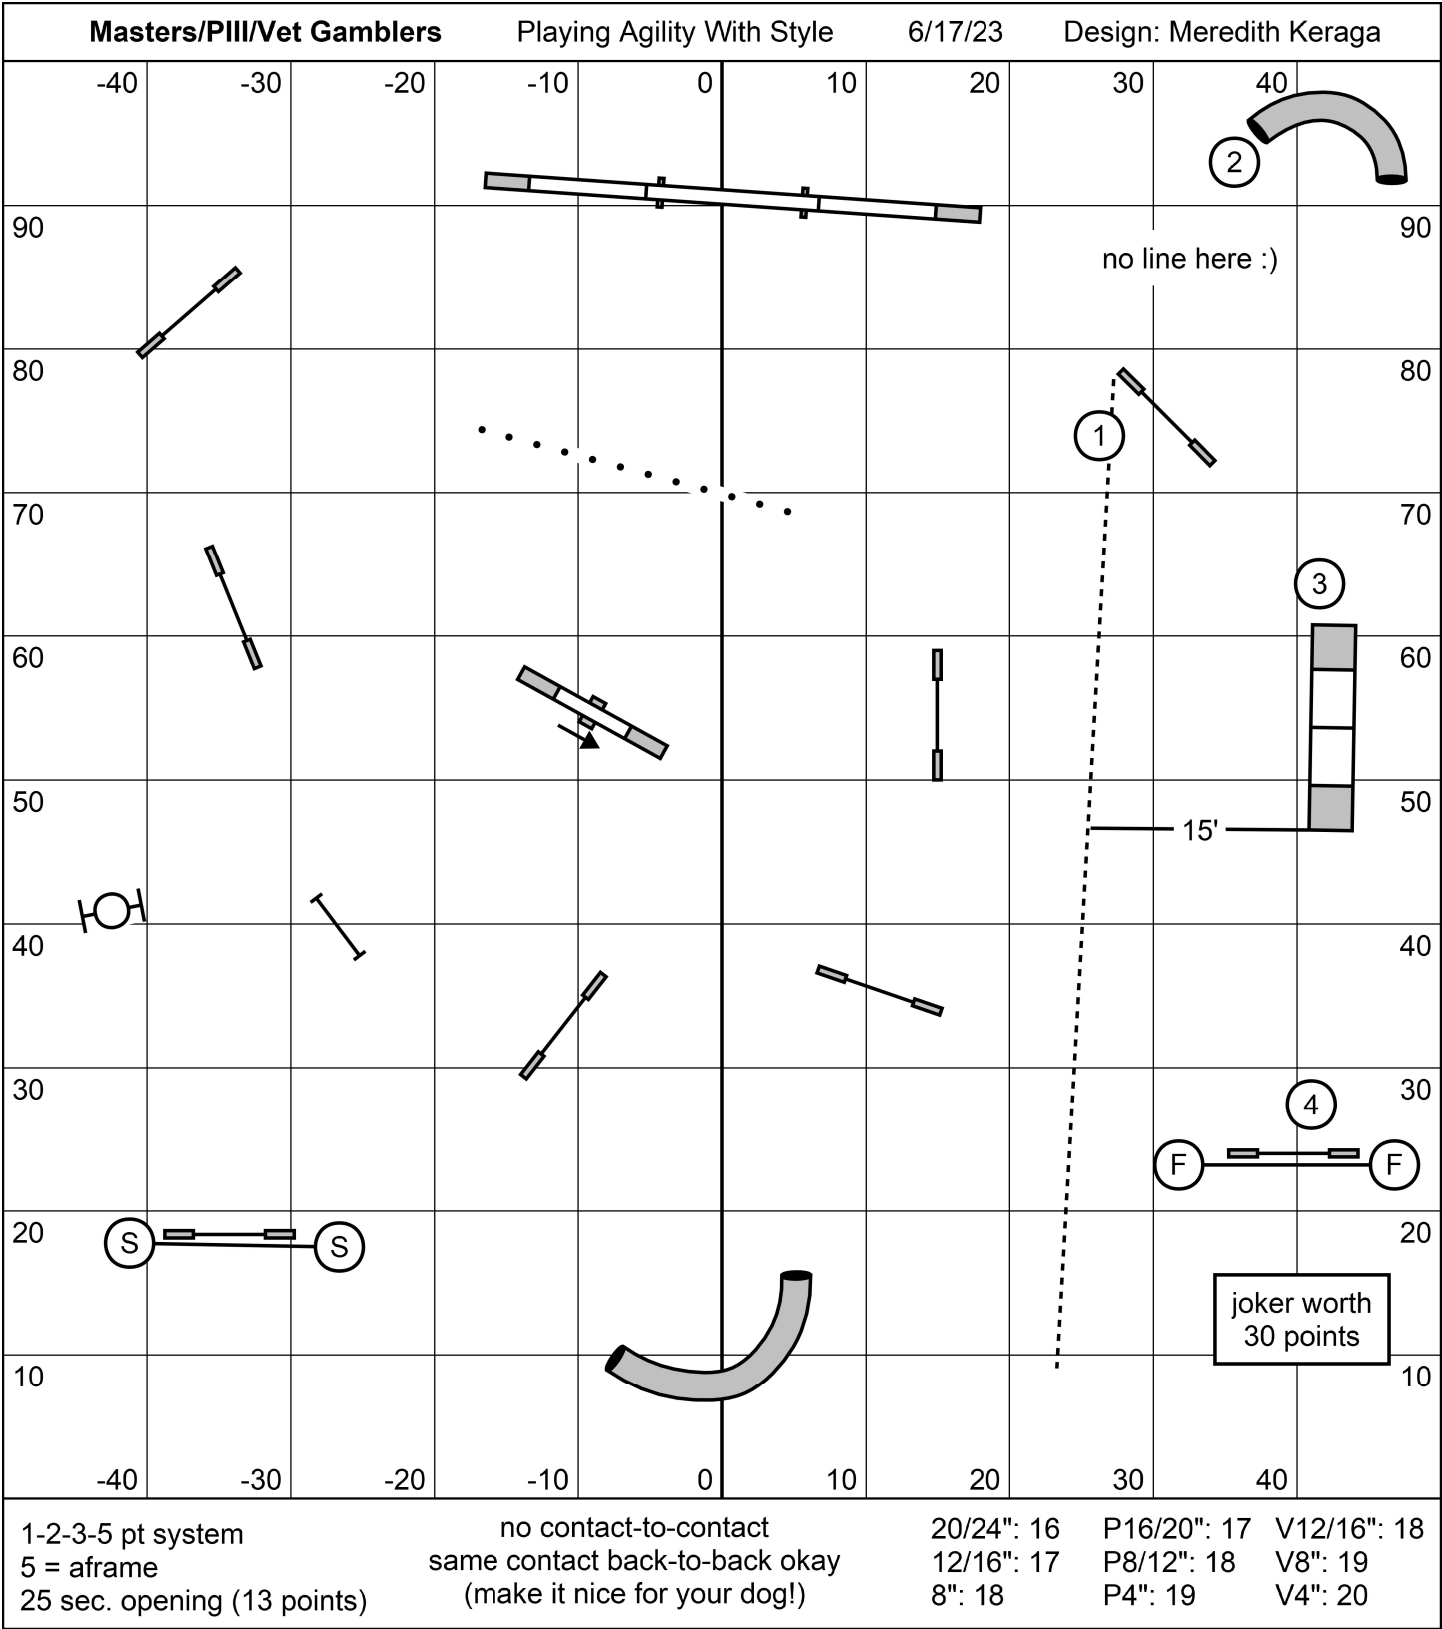 Masters/PIII/Vet Gamblers Playing Agility With Style 6/17/23 Design: Meredith Keraga
-40 -30 -20 -10 0 10 20 30 40
2
90 90
no line here :)
80 80
1
70 70
3
60 60
50 50
15'
40 40
30 30
4
F F
20 20
S S
joker worth
30 points
10 10
-40 -30 -20 -10 0 10 20 30 40
1-2-3-5 pt system
5 = aframe
25 sec. opening (13 points)
no contact-to-contact
same contact back-to-back okay
(make it nice for your dog!)
20/24": 16 P16/20": 17 V12/16": 18
12/16": 17 P8/12": 18 V8": 19
8": 18 P4": 19 V4": 20